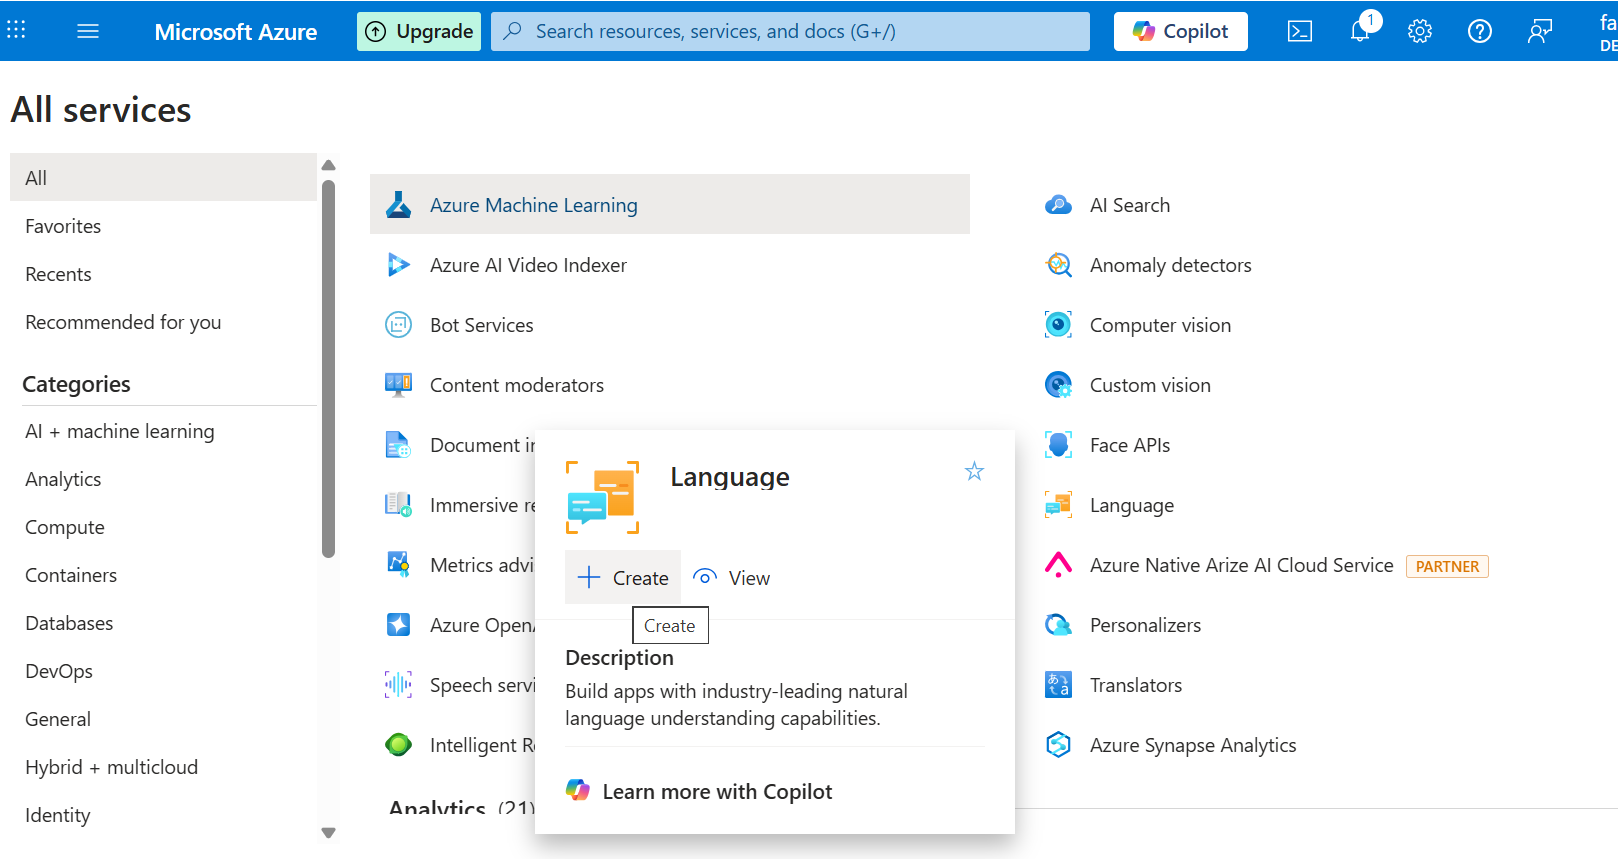 Microsoft Azure
Upgrade
Search resources, services, and docs (G+/)
Copilot
1
fa
DE
All services
All
Favorites
Recents
Recommended for you
Categories
AI + machine learning
Analytics
Compute
Containers
Databases
DevOps
General
Hybrid + multicloud
Identity
Azure Machine Learning
Azure AI Video Indexer
Bot Services
Content moderators
Document in
Immersive re
Metrics advi
Azure OpenA
Speech servi
Intelligent Re
Analytics (21)
AI Search
Anomaly detectors
Computer vision
Custom vision
Face APIs
Language
Azure Native Arize AI Cloud Service PARTNER
Personalizers
Translators
Azure Synapse Analytics
Language
Create
View
Create
Description
Build apps with industry-leading natural
language understanding capabilities.
Learn more with Copilot